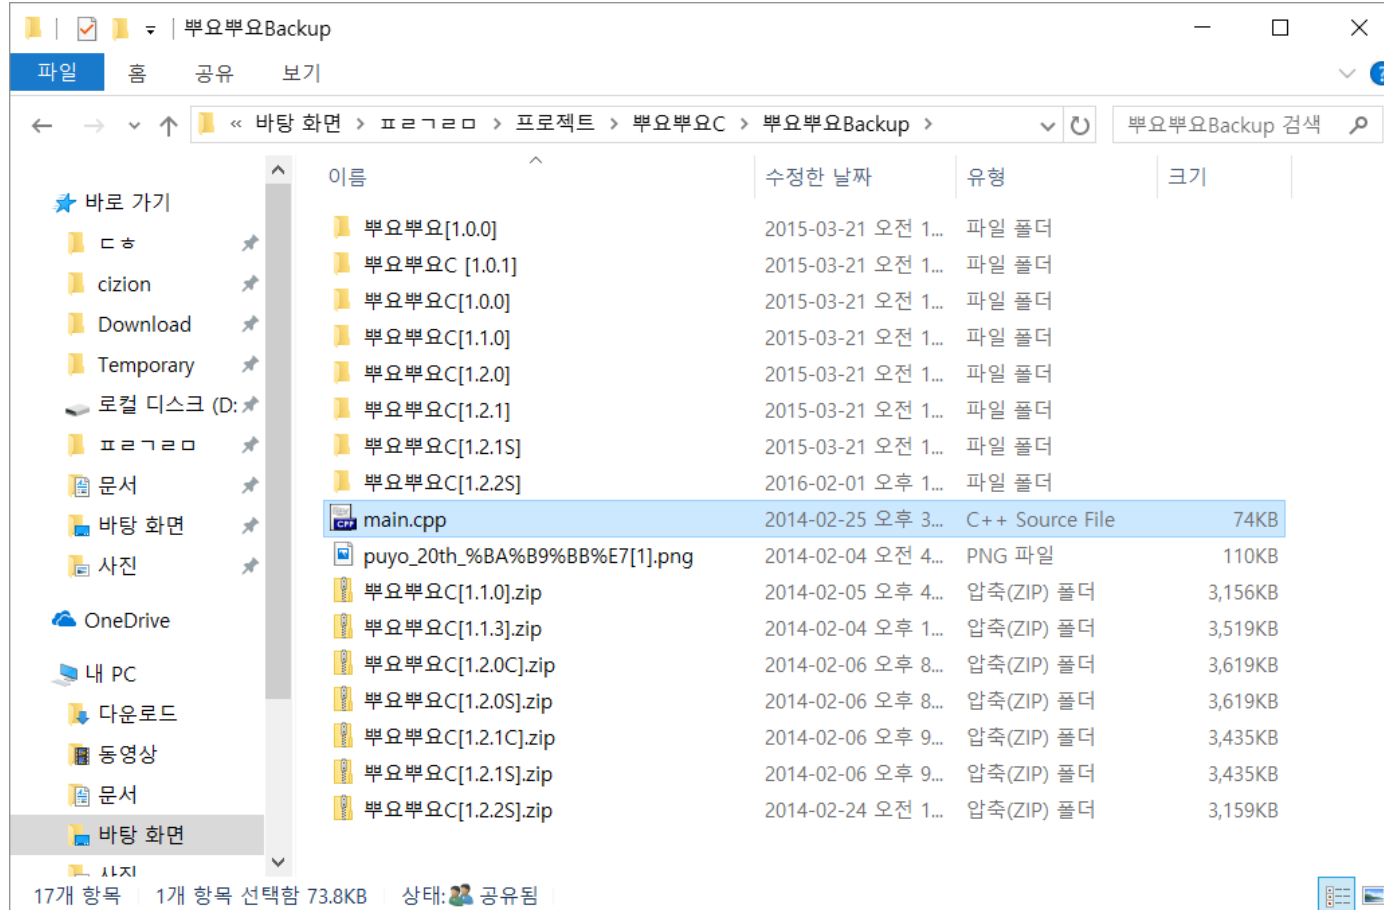 뿌요뿌요Backup
파일 홈 공유 보기
« 바탕 화면 > ㅍㄹㄱㄹㅁ > 프로젝트 > 뿌요뿌요C > 뿌요뿌요Backup >
뿌요뿌요Backup 검색
이름 수정한 날짜 유형 크기
바로 가기
ㄷㅎ
cizion
Download
Temporary
로컬 디스크 (D:
ㅍㄹㄱㄹㅁ
문서
바탕 화면
사진
OneDrive
내 PC
다운로드
동영상
문서
바탕 화면
사진
뿌요뿌요[1.0.0] 2015-03-21 오전 1... 파일 폴더
뿌요뿌요C [1.0.1] 2015-03-21 오전 1... 파일 폴더
뿌요뿌요C[1.0.0] 2015-03-21 오전 1... 파일 폴더
뿌요뿌요C[1.1.0] 2015-03-21 오전 1... 파일 폴더
뿌요뿌요C[1.2.0] 2015-03-21 오전 1... 파일 폴더
뿌요뿌요C[1.2.1] 2015-03-21 오전 1... 파일 폴더
뿌요뿌요C[1.2.1S] 2015-03-21 오전 1... 파일 폴더
뿌요뿌요C[1.2.2S] 2016-02-01 오후 1... 파일 폴더
main.cpp 2014-02-25 오후 3... C++ Source File 74KB
puyo_20th_%BA%B9%BB%E7[1].png 2014-02-04 오전 4... PNG 파일 110KB
뿌요뿌요C[1.1.0].zip 2014-02-05 오후 4... 압축(ZIP) 폴더 3,156KB
뿌요뿌요C[1.1.3].zip 2014-02-04 오후 1... 압축(ZIP) 폴더 3,519KB
뿌요뿌요C[1.2.0C].zip 2014-02-06 오후 8... 압축(ZIP) 폴더 3,619KB
뿌요뿌요C[1.2.0S].zip 2014-02-06 오후 8... 압축(ZIP) 폴더 3,619KB
뿌요뿌요C[1.2.1C].zip 2014-02-06 오후 9... 압축(ZIP) 폴더 3,435KB
뿌요뿌요C[1.2.1S].zip 2014-02-06 오후 9... 압축(ZIP) 폴더 3,435KB
뿌요뿌요C[1.2.2S].zip 2014-02-24 오전 1... 압축(ZIP) 폴더 3,159KB
17개 항목 1개 항목 선택함 73.8KB 상태: 공유됨